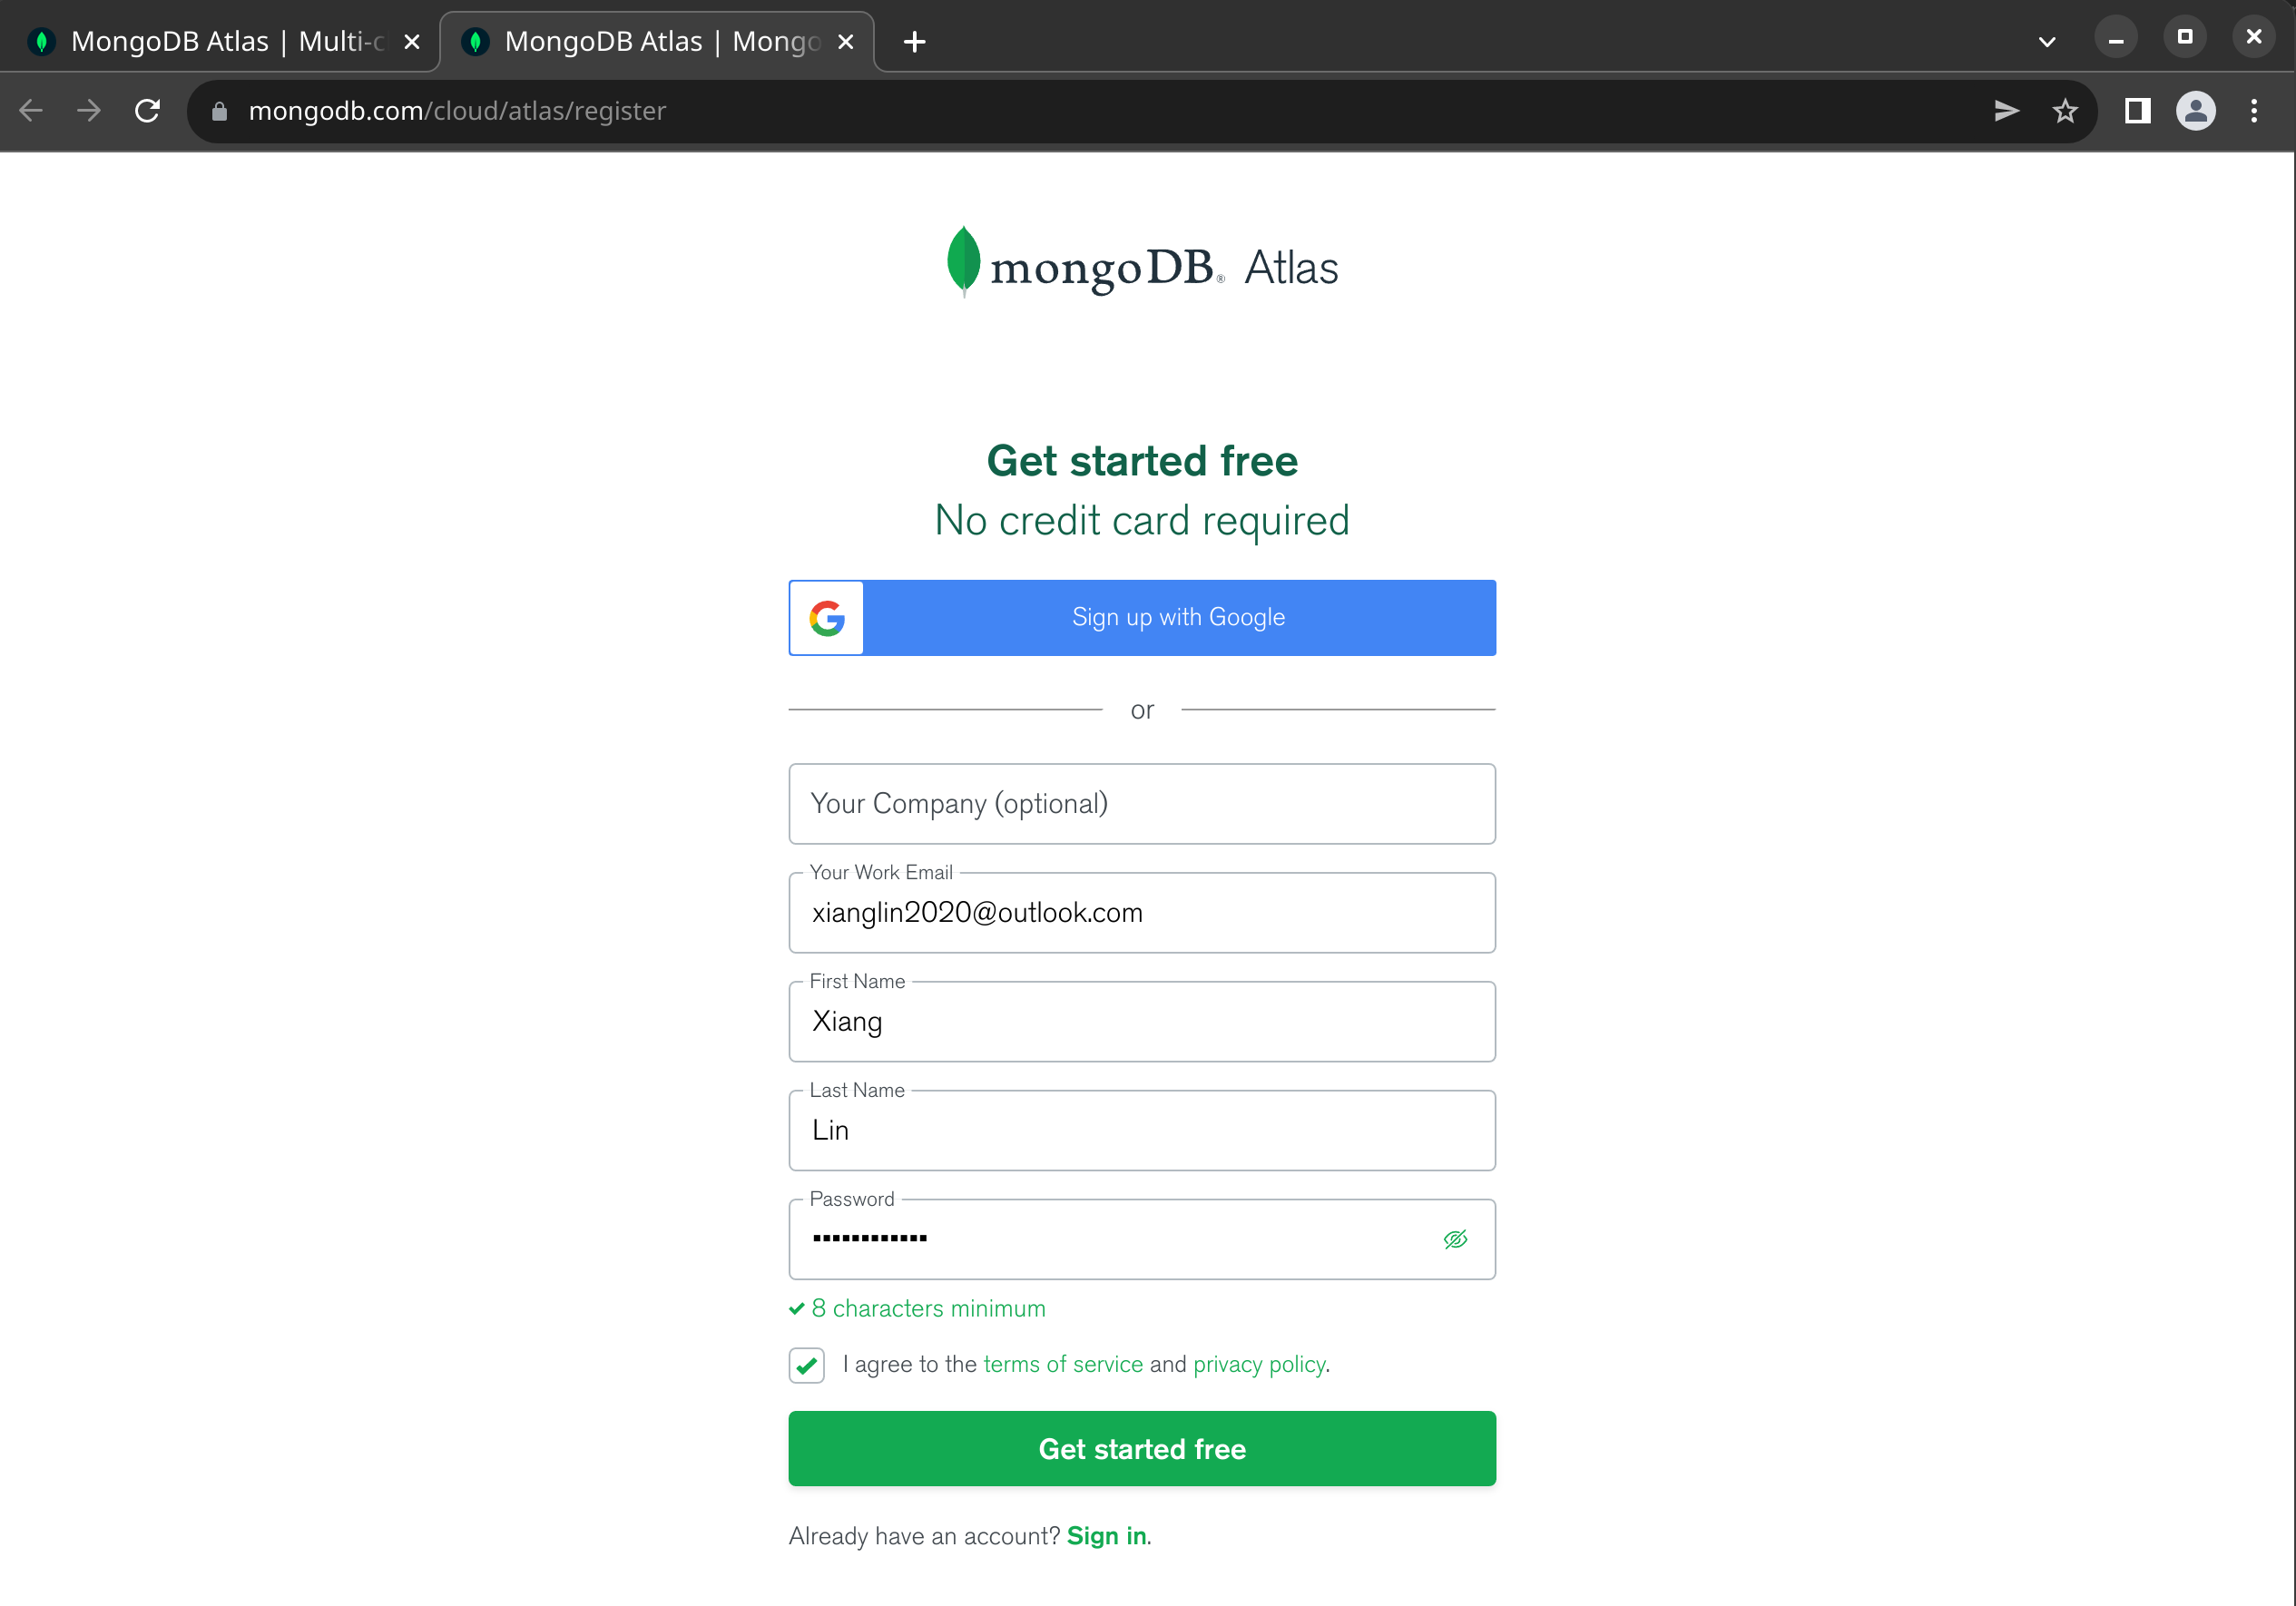 MongoDB Atlas | Multi-c
MongoDB Atlas | Mongo
mongodb.com/cloud/atlas/register
mongoDB® Atlas
Get started free
No credit card required
Sign up with Google
or
Your Company (optional)
Your Work Email
xianglin2020@outlook.com
First Name
Xiang
Last Name
Lin
Password
••••••••••••
8 characters minimum
I agree to the terms of service and privacy policy.
Get started free
Already have an account? Sign in.